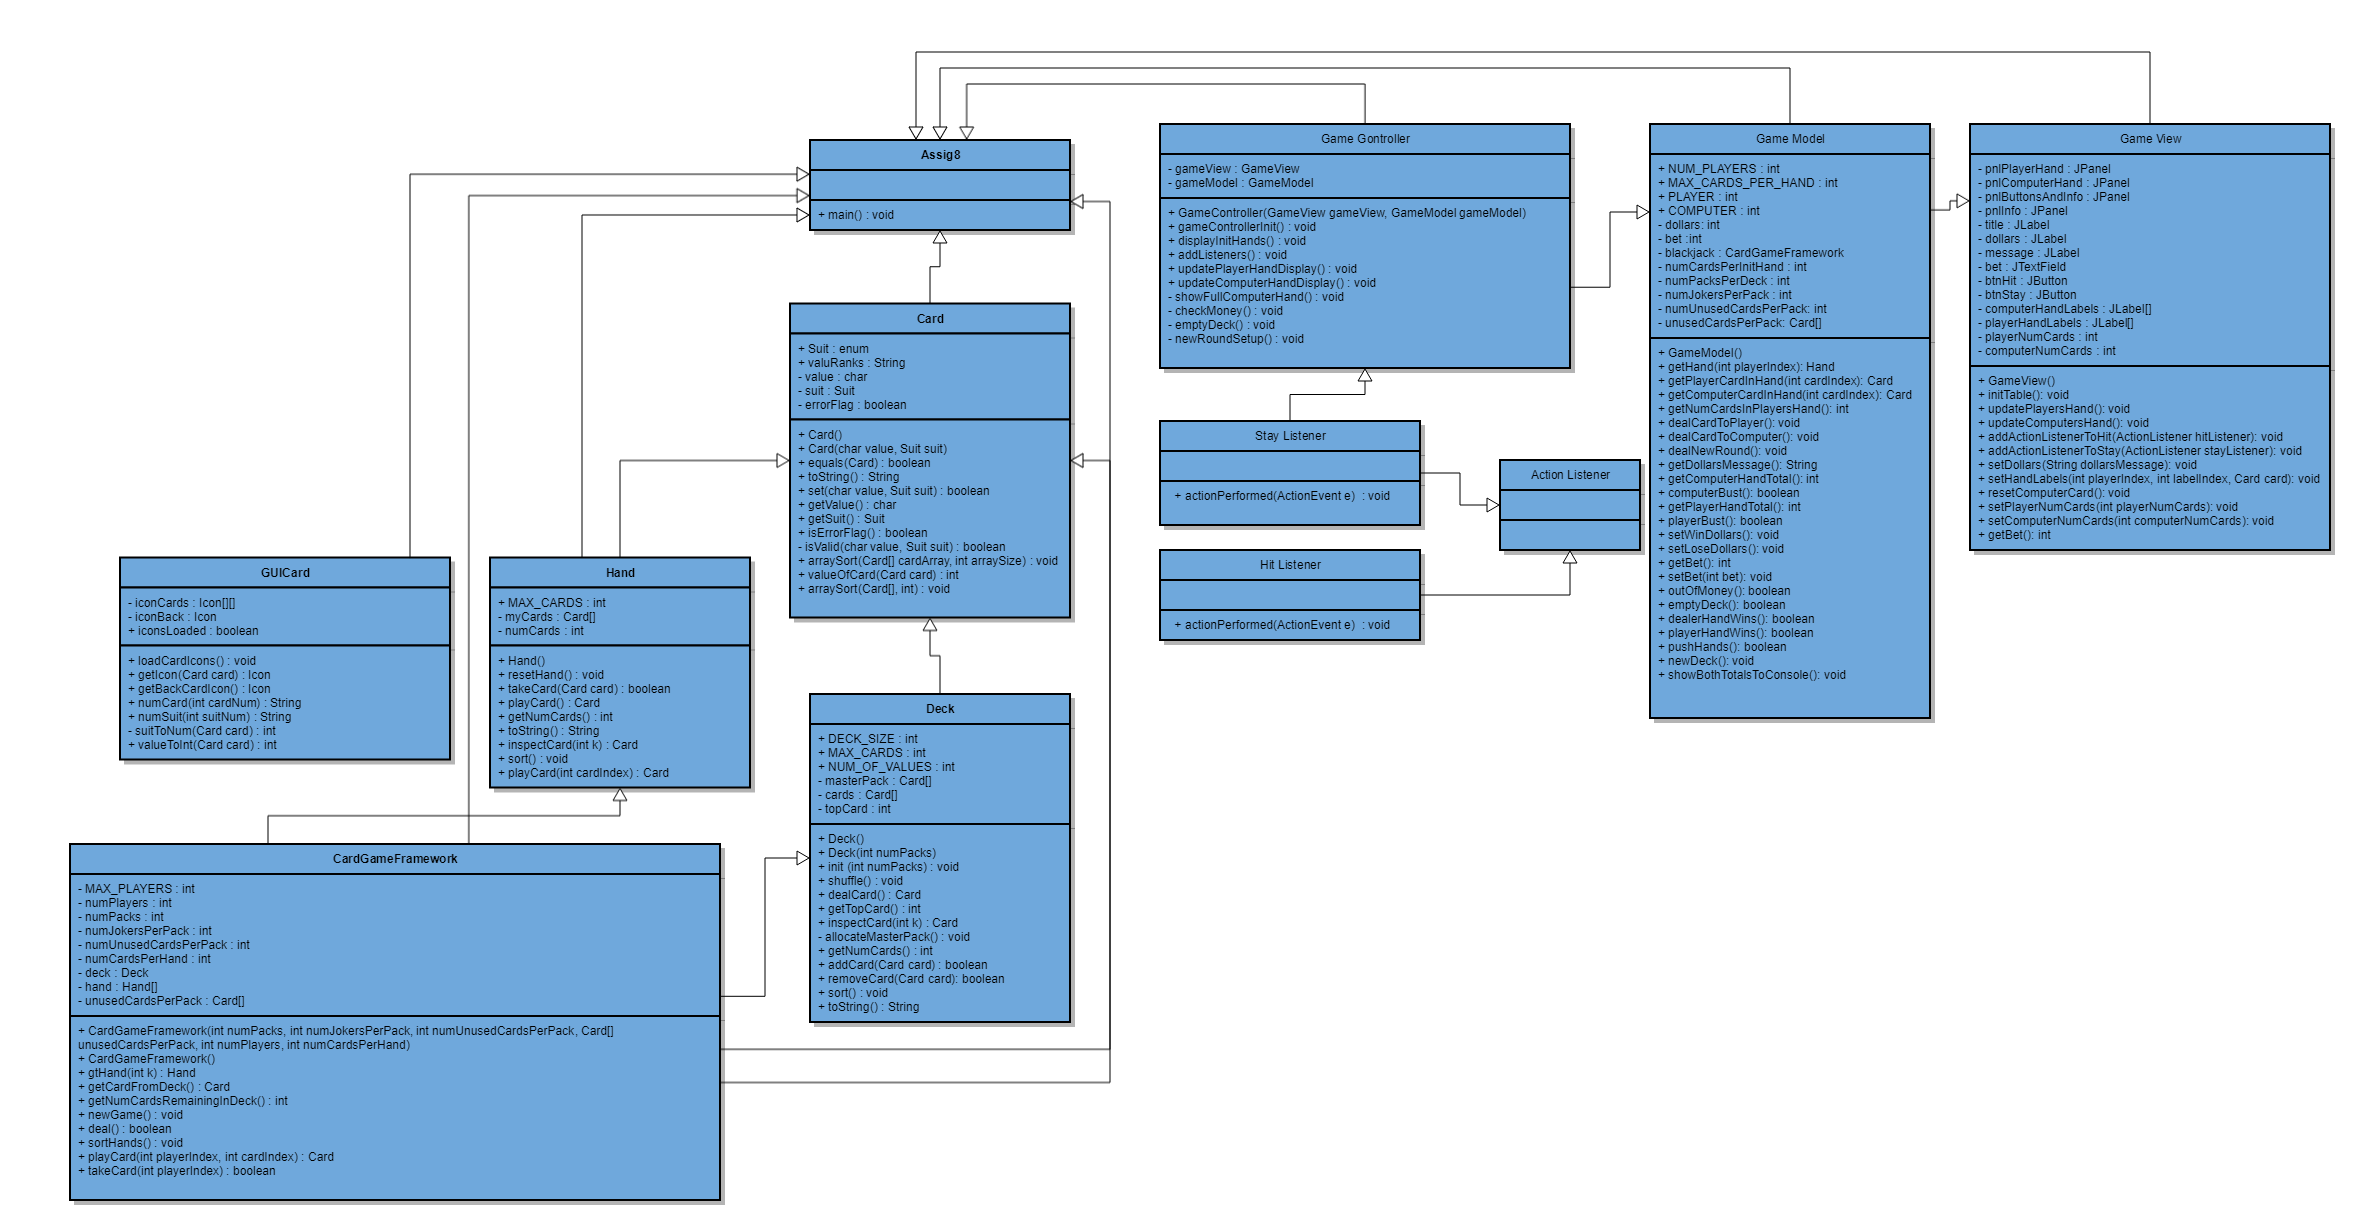 Assig8
+ main() : void
Game Gontroller
- gameView : GameView
- gameModel : GameModel
+ GameController(GameView gameView, GameModel gameModel)
+ gameControllerInit() : void
+ displayInitHands() : void
+ addListeners() : void
+ updatePlayerHandDisplay() : void
+ updateComputerHandDisplay() : void
- showFullComputerHand() : void
- checkMoney() : void
- emptyDeck() : void
- newRoundSetup() : void
Game Model
+ NUM_PLAYERS : int
+ MAX_CARDS_PER_HAND : int
+ PLAYER : int
+ COMPUTER : int
- dollars: int
- bet :int
- blackjack : CardGameFramework
- numCardsPerInitHand : int
- numPacksPerDeck : int
- numJokersPerPack : int
- numUnusedCardsPerPack: int
- unusedCardsPerPack: Card[]
+ GameModel()
+ getHand(int playerIndex): Hand
+ getPlayerCardInHand(int cardIndex): Card
+ getComputerCardInHand(int cardIndex): Card
+ getNumCardsInPlayersHand(): int
+ dealCardToPlayer(): void
+ dealCardToComputer(): void
+ dealNewRound(): void
+ getDollarsMessage(): String
+ getComputerHandTotal(): int
+ computerBust(): boolean
+ getPlayerHandTotal(): int
+ playerBust(): boolean
+ setWinDollars(): void
+ setLoseDollars(): void
+ getBet(): int
+ setBet(int bet): void
+ outOfMoney(): boolean
+ emptyDeck(): boolean
+ dealerHandWins(): boolean
+ playerHandWins(): boolean
+ pushHands(): boolean
+ newDeck(): void
+ showBothTotalsToConsole(): void
Game View
- pnlPlayerHand : JPanel
- pnlComputerHand : JPanel
- pnlButtonsAndInfo : JPanel
- pnlInfo : JPanel
- title : JLabel
- dollars : JLabel
- message : JLabel
- bet : JTextField
- btnHit : JButton
- btnStay : JButton
- computerHandLabels : JLabel[]
- playerHandLabels : JLabel[]
- playerNumCards : int
- computerNumCards : int
+ GameView()
+ initTable(): void
+ updatePlayersHand(): void
+ updateComputersHand(): void
+ addActionListenerToHit(ActionListener hitListener): void
+ addActionListenerToStay(ActionListener stayListener): void
+ setDollars(String dollarsMessage): void
+ setHandLabels(int playerIndex, int labelIndex, Card card): void
+ resetComputerCard(): void
+ setPlayerNumCards(int playerNumCards): void
+ setComputerNumCards(int computerNumCards): void
+ getBet(): int
Card
+ Suit : enum
+ valuRanks : String
- value : char
- suit : Suit
- errorFlag : boolean
+ Card()
+ Card(char value, Suit suit)
+ equals(Card) : boolean
+ toString() : String
+ set(char value, Suit suit) : boolean
+ getValue() : char
+ getSuit() : Suit
+ isErrorFlag() : boolean
- isValid(char value, Suit suit) : boolean
+ arraySort(Card[] cardArray, int arraySize) : void
+ valueOfCard(Card card) : int
+ arraySort(Card[], int) : void
Stay Listener
+ actionPerformed(ActionEvent e) : void
Action Listener
Hit Listener
+ actionPerformed(ActionEvent e) : void
GUICard
- iconCards : Icon[][]
- iconBack : Icon
+ iconsLoaded : boolean
+ loadCardIcons() : void
+ getIcon(Card card) : Icon
+ getBackCardIcon() : Icon
+ numCard(int cardNum) : String
+ numSuit(int suitNum) : String
- suitToNum(Card card) : int
+ valueToInt(Card card) : int
Hand
+ MAX_CARDS : int
- myCards : Card[]
- numCards : int
+ Hand()
+ resetHand() : void
+ takeCard(Card card) : boolean
+ playCard() : Card
+ getNumCards() : int
+ toString() : String
+ inspectCard(int k) : Card
+ sort() : void
+ playCard(int cardIndex) : Card
Deck
+ DECK_SIZE : int
+ MAX_CARDS : int
+ NUM_OF_VALUES : int
- masterPack : Card[]
- cards : Card[]
- topCard : int
+ Deck()
+ Deck(int numPacks)
+ init (int numPacks) : void
+ shuffle() : void
+ dealCard() : Card
+ getTopCard() : int
+ inspectCard(int k) : Card
- allocateMasterPack() : void
+ getNumCards() : int
+ addCard(Card card) : boolean
+ removeCard(Card card): boolean
+ sort() : void
+ toString() : String
CardGameFramework
- MAX_PLAYERS : int
- numPlayers : int
- numPacks : int
- numJokersPerPack : int
- numUnusedCardsPerPack : int
- numCardsPerHand : int
- deck : Deck
- hand : Hand[]
- unusedCardsPerPack : Card[]
+ CardGameFramework(int numPacks, int numJokersPerPack, int numUnusedCardsPerPack, Card[]
unusedCardsPerPack, int numPlayers, int numCardsPerHand)
+ CardGameFramework()
+ gtHand(int k) : Hand
+ getCardFromDeck() : Card
+ getNumCardsRemainingInDeck() : int
+ newGame() : void
+ deal() : boolean
+ sortHands() : void
+ playCard(int playerIndex, int cardIndex) : Card
+ takeCard(int playerIndex) : boolean